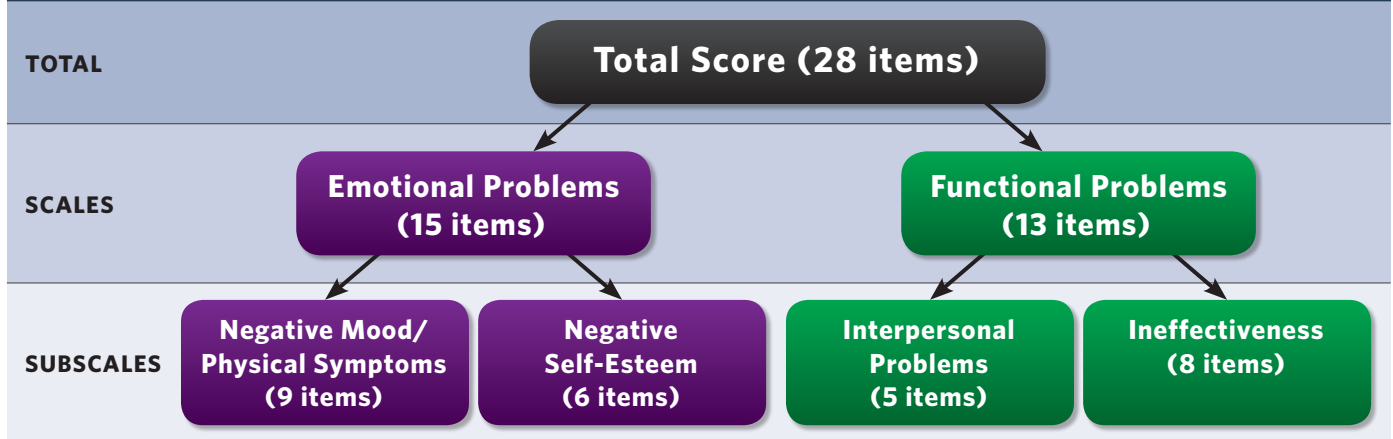 TOTAL
Total Score (28 items)
SCALES
Emotional Problems
(15 items)
Functional Problems
(13 items)
SUBSCALES
Negative Mood/
Physical Symptoms
(9 items)
Negative
Self-Esteem
(6 items)
Interpersonal
Problems
(5 items)
Ineffectiveness
(8 items)